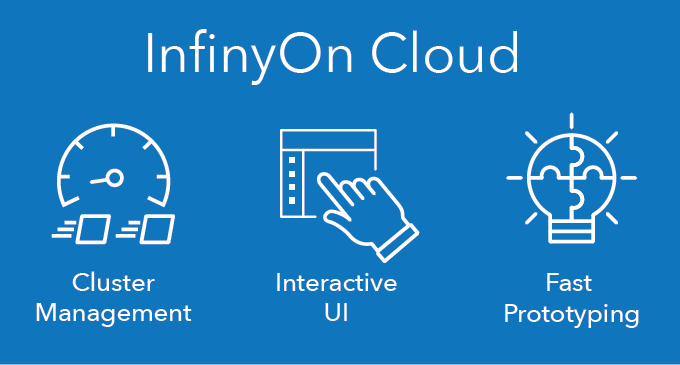 InfinyOn Cloud
Cluster
Management
Interactive
UI
Fast
Prototyping